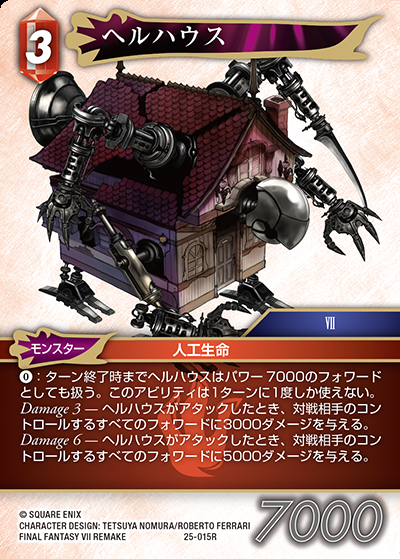 3
ヘルハウス
VII
モンスター
人工生命
0：ターン終了時までヘルハウスはパワー7000のフォワード
としても扱う。このアビリティは1ターンに1度しか使えない。
Damage 3 ― ヘルハウスがアタックしたとき、対戦相手のコント
ロールするすべてのフォワードに3000ダメージを与える。
Damage 6 ― ヘルハウスがアタックしたとき、対戦相手のコント
ロールするすべてのフォワードに5000ダメージを与える。
© SQUARE ENIX
CHARACTER DESIGN: TETSUYA NOMURA/ROBERTO FERRARI
FINAL FANTASY VII REMAKE
25-015R
7000